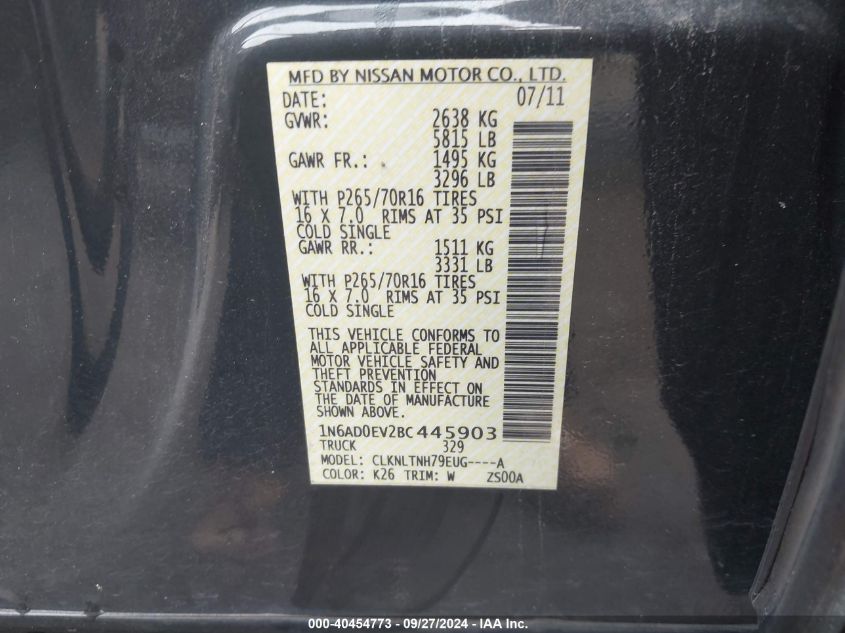 MFD BY NISSAN MOTOR CO., LTD.
DATE: 07/11
GVWR: 2638 KG
5815 LB
GAWR FR.: 1495 KG
3296 LB
WITH P265/70R16 TIRES
16 X 7.0 RIMS AT 35 PSI
COLD SINGLE
GAWR RR.: 1511 KG
3331 LB
WITH P265/70R16 TIRES
16 X 7.0 RIMS AT 35 PSI
COLD SINGLE
THIS VEHICLE CONFORMS TO
ALL APPLICABLE FEDERAL
MOTOR VEHICLE SAFETY AND
THEFT PREVENTION
STANDARDS IN EFFECT ON
THE DATE OF MANUFACTURE
SHOWN ABOVE.
1N6AD0EV2BC445903
TRUCK 329
MODEL: CLKNLTNH79EUG----A
COLOR: K26 TRIM: W ZS00A
000-40454773 - 09/27/2024 - IAA Inc.